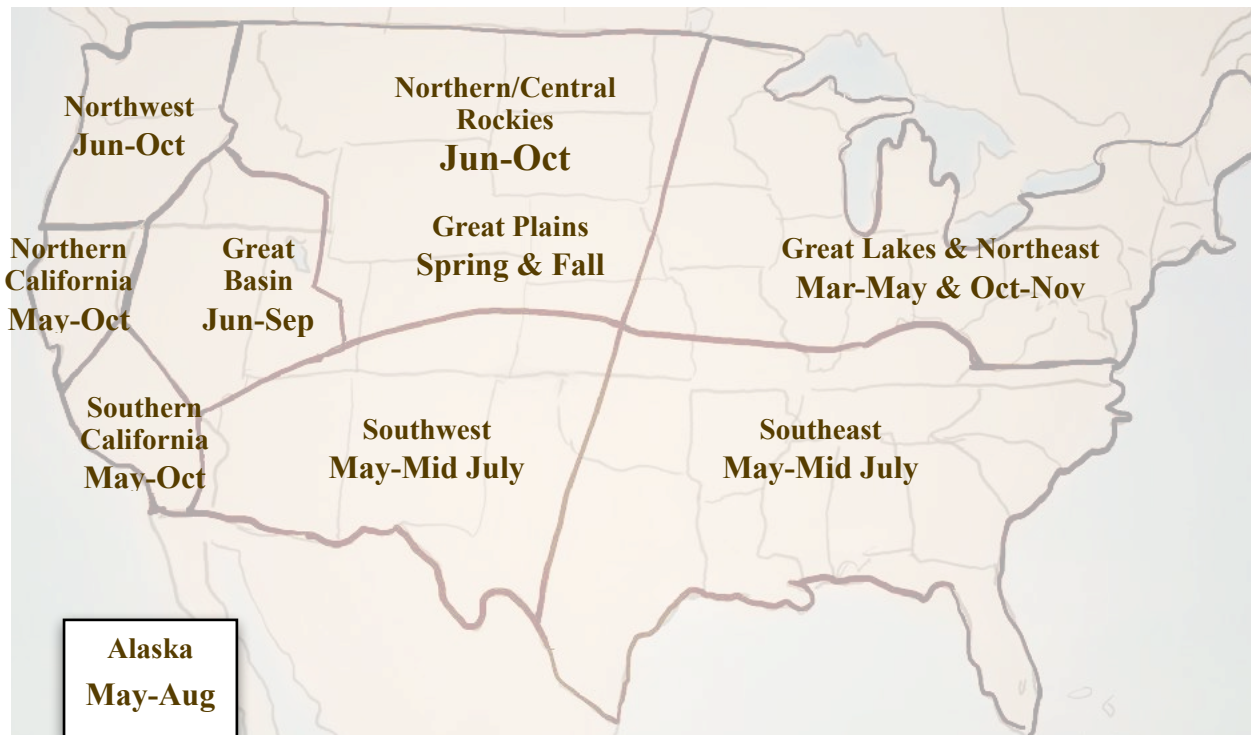 Northwest
Jun-Oct
Northern/Central
Rockies
Jun-Oct
Great Plains
Spring & Fall
Northern
California
May-Oct
Great
Basin
Jun-Sep
Great Lakes & Northeast
Mar-May & Oct-Nov
Southern
California
May-Oct
Southwest
May-Mid July
Southeast
May-Mid July
Alaska
May-Aug